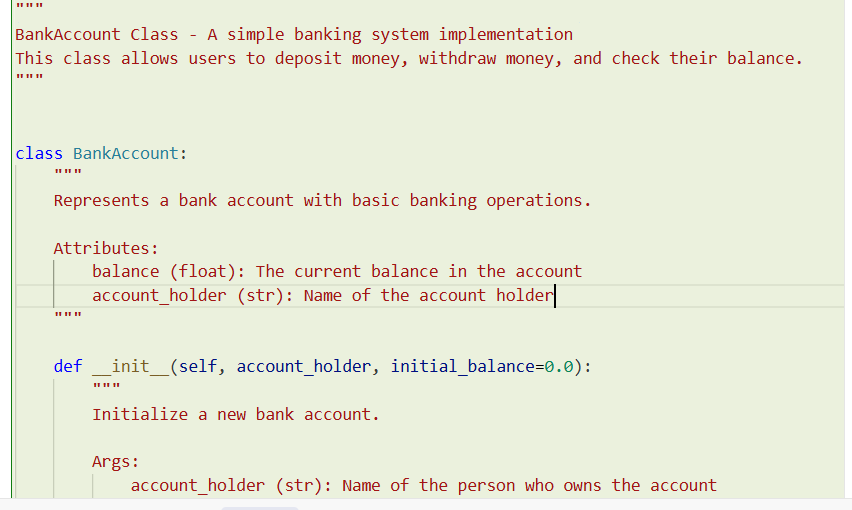 """
BankAccount Class - A simple banking system implementation
This class allows users to deposit money, withdraw money, and check their balance.
"""
class BankAccount:
    """
    Represents a bank account with basic banking operations.
    Attributes:
        balance (float): The current balance in the account
        account_holder (str): Name of the account holder
    """
    def __init__(self, account_holder, initial_balance=0.0):
        """
        Initialize a new bank account.
        Args:
            account_holder (str): Name of the person who owns the account